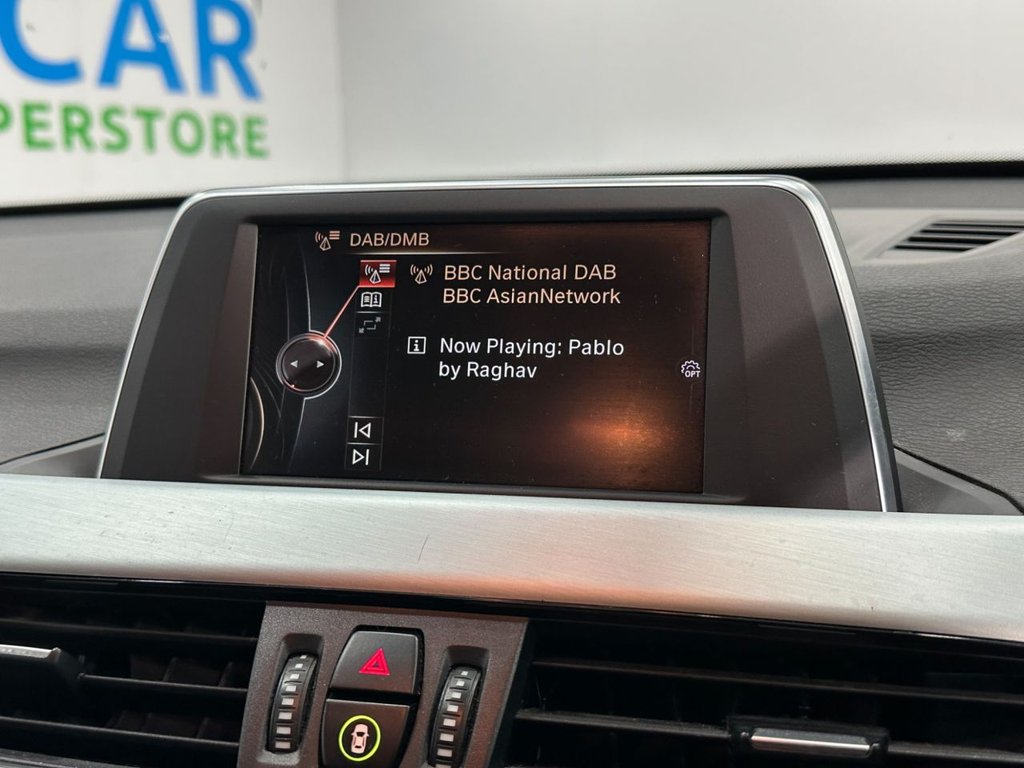 CAR
PERSTORE
DAB/DMB
BBC National DAB
BBC AsianNetwork
Now Playing: Pablo
by Raghav
OPT